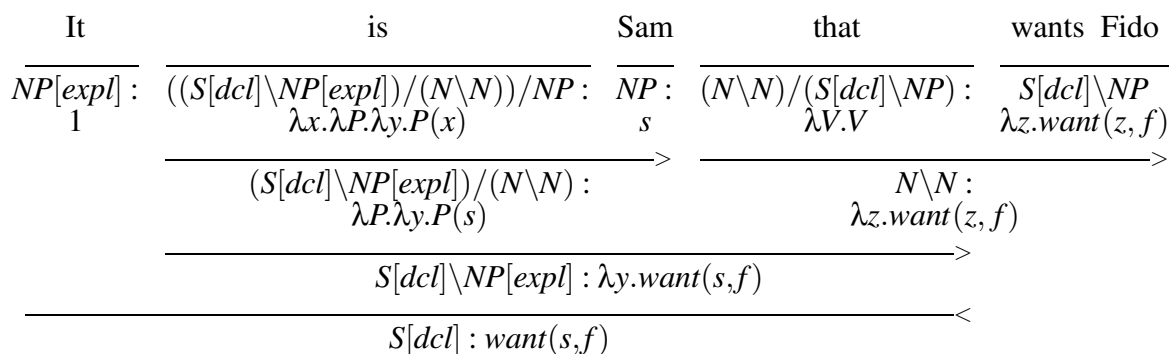 It is Sam that wants Fido
NP[expl] : ((S[dcl]\NP[expl])/(N\N))/NP : NP : (N\N)/(S[dcl]\NP) : S[dcl]\NP
1 λx.λP.λy.P(x) s λV.V λz.want(z, f)
> >
(S[dcl]\NP[expl])/(N\N) : N\N :
λP.λy.P(s) λz.want(z, f)
>
S[dcl]\NP[expl] : λy.want(s,f)
<
S[dcl] : want(s,f)